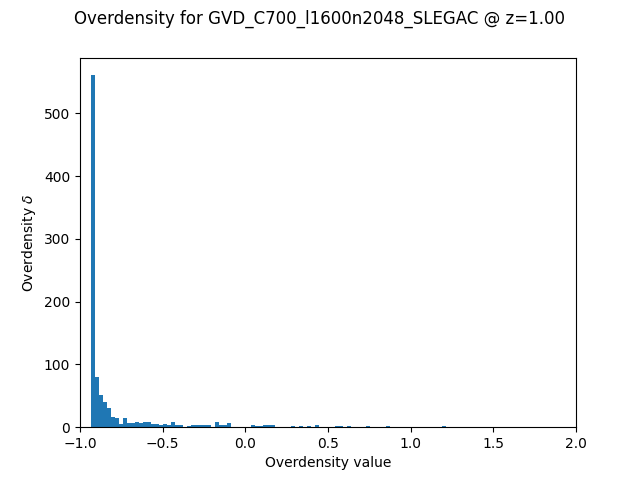 Overdensity for GVD_C700_l1600n2048_SLEGAC @ z=1.00
Overdensity δ
500
400
300
200
100
0
−1.0 −0.5 0.0 0.5 1.0 1.5 2.0
Overdensity value